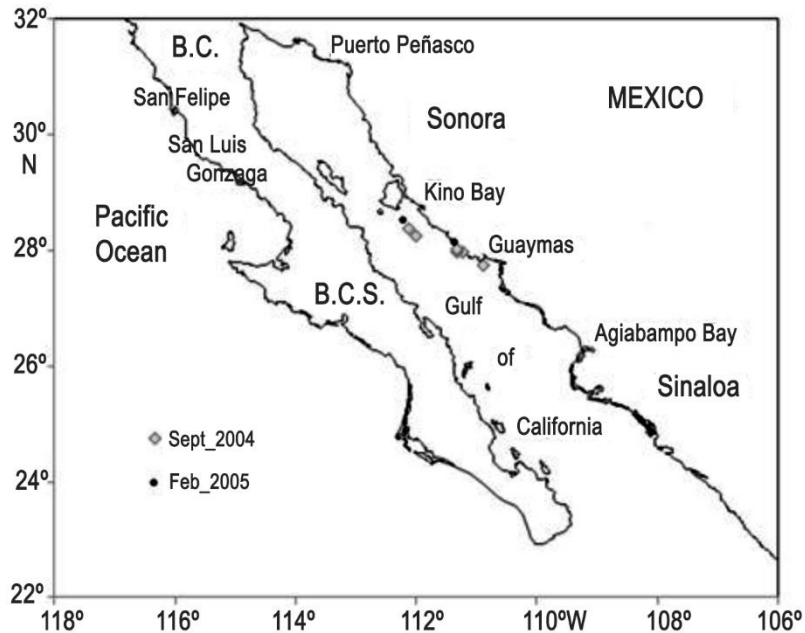 32º
30º
N
28º
26º
24º
22º
B.C.
Puerto Peñasco
San Felipe
Sonora
MEXICO
San Luis
Gonzaga
Kino Bay
Pacific
Ocean
Guaymas
B.C.S.
Gulf
of
California
Agiabampo Bay
Sinaloa
Sept_2004
Feb_2005
118º
116º
114º
112º
110ºW
108º
106º